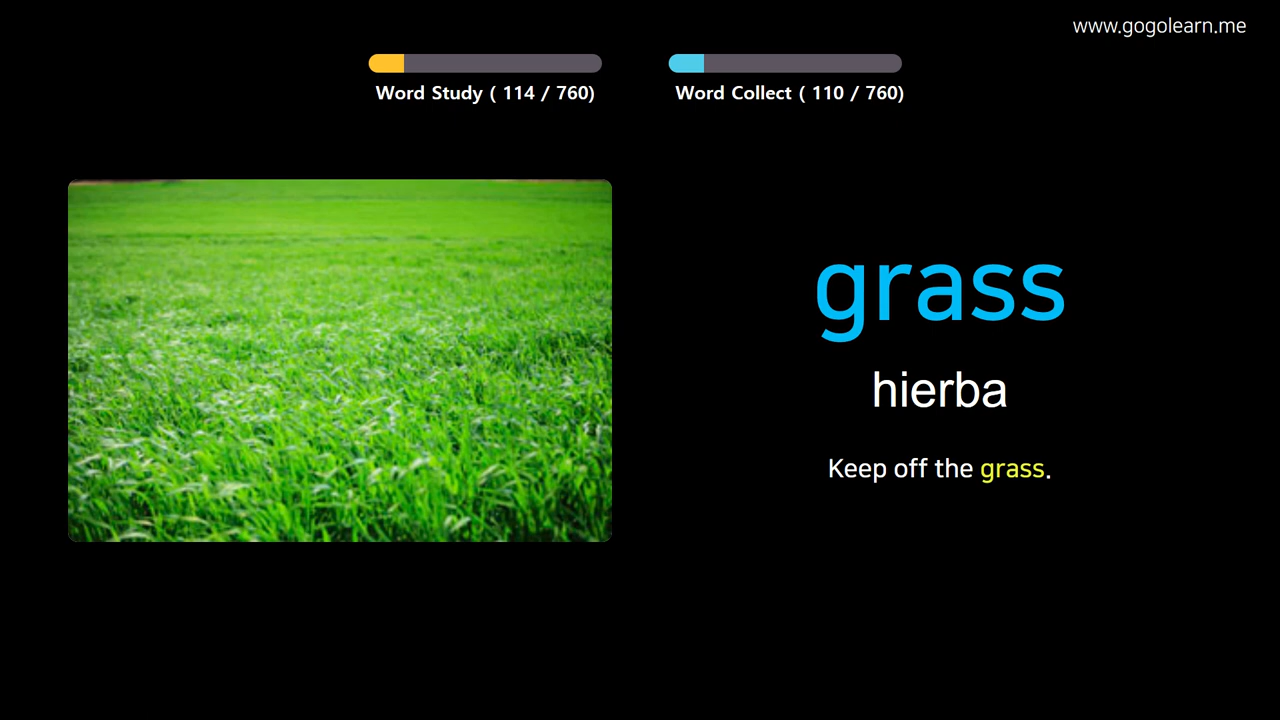 www.gogolearn.me
Word Study ( 114 / 760)
Word Collect ( 110 / 760)
grass
hierba
Keep off the grass.